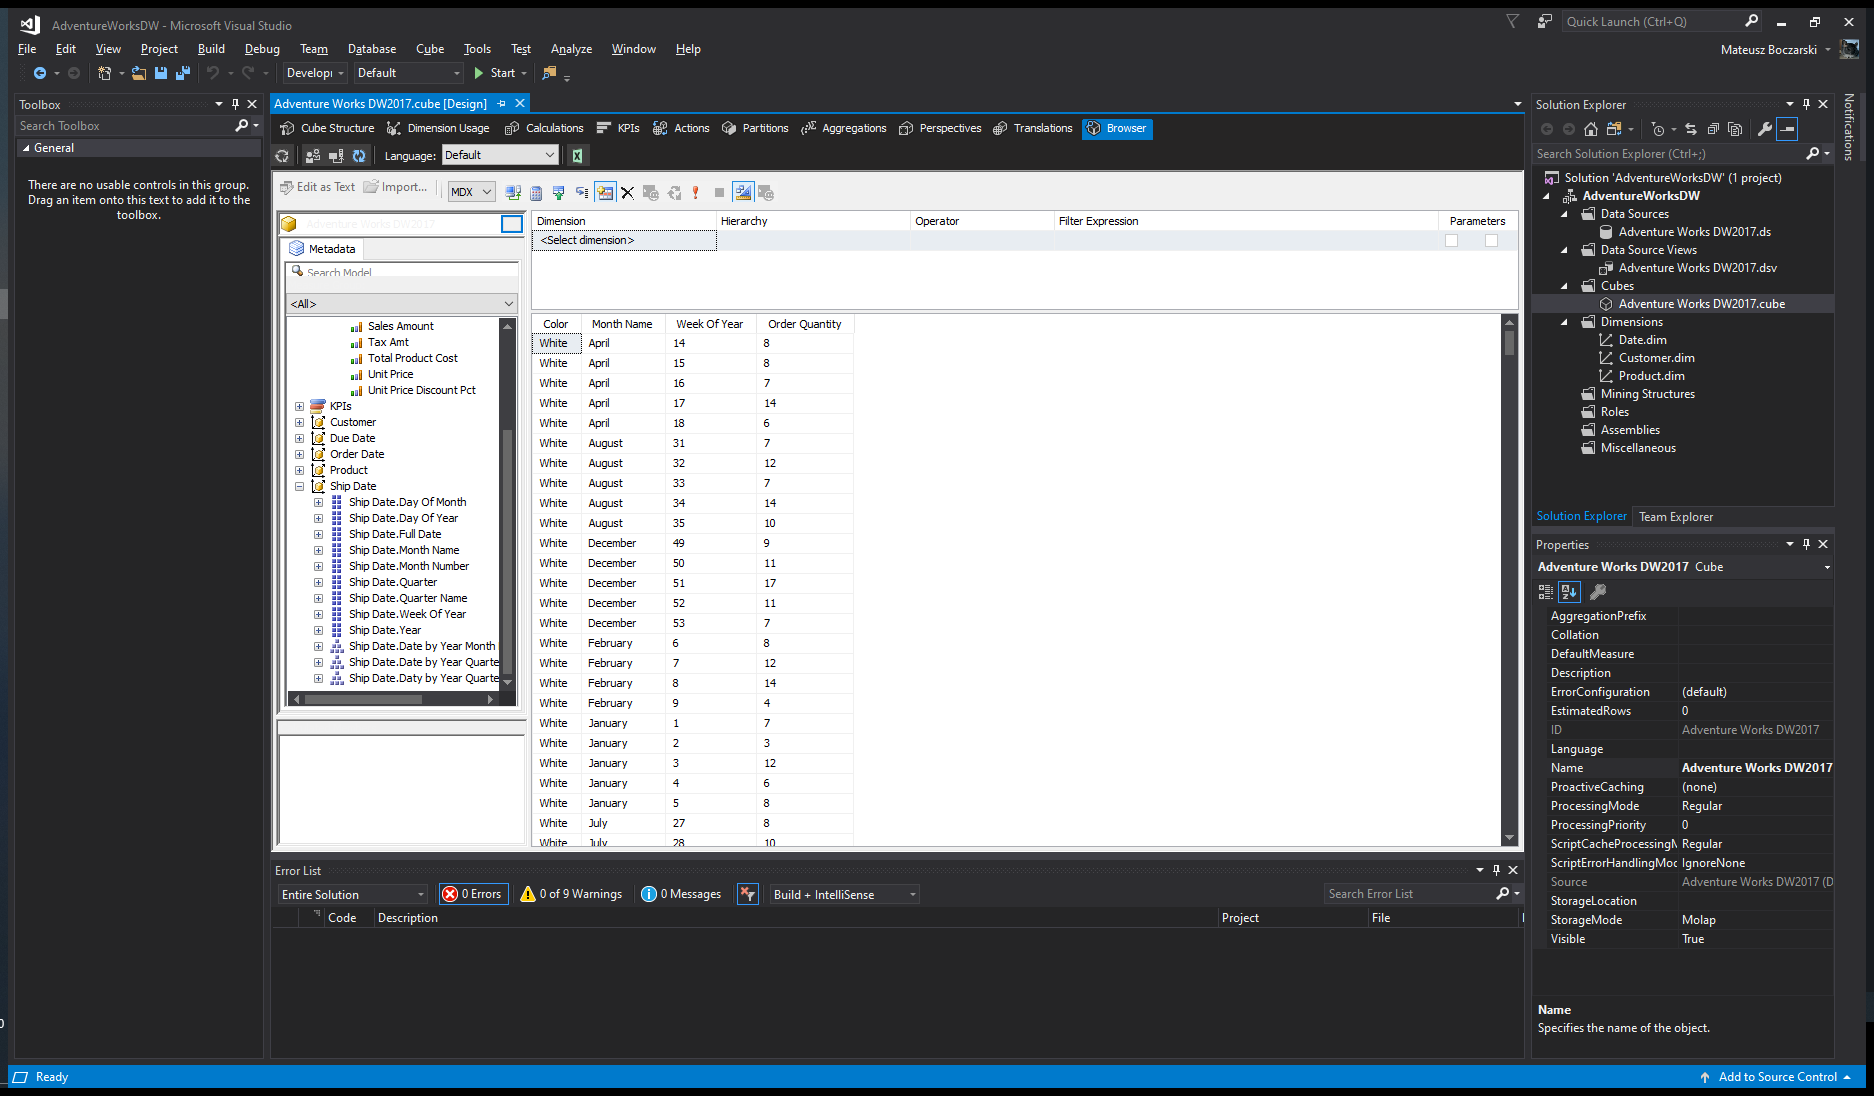 AdventureWorksDW - Microsoft Visual Studio
Quick Launch (Ctrl+Q)
File Edit View Project Build Debug Team Database Cube Tools Test Analyze Window Help
Mateusz Boczarski
Developi Default Start
Toolbox
Search Toolbox
General
There are no usable controls in this group.
Drag an item onto this text to add it to the
toolbox.
Adventure Works DW2017.cube [Design]
Cube Structure Dimension Usage Calculations KPIs Actions Partitions Aggregations Perspectives Translations Browser
Language: Default
Edit as Text Import... MDX
Adventure Works DW2017
Metadata
Search Model
<All>
Sales Amount
Tax Amt
Total Product Cost
Unit Price
Unit Price Discount Pct
KPIs
Customer
Due Date
Order Date
Product
Ship Date
Ship Date.Day Of Month
Ship Date.Day Of Year
Ship Date.Full Date
Ship Date.Month Name
Ship Date.Month Number
Ship Date.Quarter
Ship Date.Quarter Name
Ship Date.Week Of Year
Ship Date.Year
Ship Date.Date by Year Month
Ship Date.Date by Year Quarte
Ship Date.Daty by Year Quarte
Dimension Hierarchy Operator Filter Expression Parameters
<Select dimension>
Color Month Name Week Of Year Order Quantity
White April 14 8
White April 15 8
White April 16 7
White April 17 14
White April 18 6
White August 31 7
White August 32 12
White August 33 7
White August 34 14
White August 35 10
White December 49 9
White December 50 11
White December 51 17
White December 52 11
White December 53 7
White February 6 8
White February 7 12
White February 8 14
White February 9 4
White January 1 7
White January 2 3
White January 3 12
White January 4 6
White January 5 8
White July 27 8
White July 28 10
Error List
Entire Solution 0 Errors 0 of 9 Warnings 0 Messages Build + IntelliSense Search Error List
Code Description Project File
Solution Explorer
Notifications
Search Solution Explorer (Ctrl+;)
Solution 'AdventureWorksDW' (1 project)
AdventureWorksDW
Data Sources
Adventure Works DW2017.ds
Data Source Views
Adventure Works DW2017.dsv
Cubes
Adventure Works DW2017.cube
Dimensions
Date.dim
Customer.dim
Product.dim
Mining Structures
Roles
Assemblies
Miscellaneous
Solution Explorer Team Explorer
Properties
Adventure Works DW2017 Cube
AggregationPrefix
Collation
DefaultMeasure
Description
ErrorConfiguration (default)
EstimatedRows 0
ID Adventure Works DW2017
Language
Name Adventure Works DW2017
ProactiveCaching (none)
ProcessingMode Regular
ProcessingPriority 0
ScriptCacheProcessingM Regular
ScriptErrorHandlingMoc IgnoreNone
Source Adventure Works DW2017 (D
StorageLocation
StorageMode Molap
Visible True
Name
Specifies the name of the object.
Ready
Add to Source Control